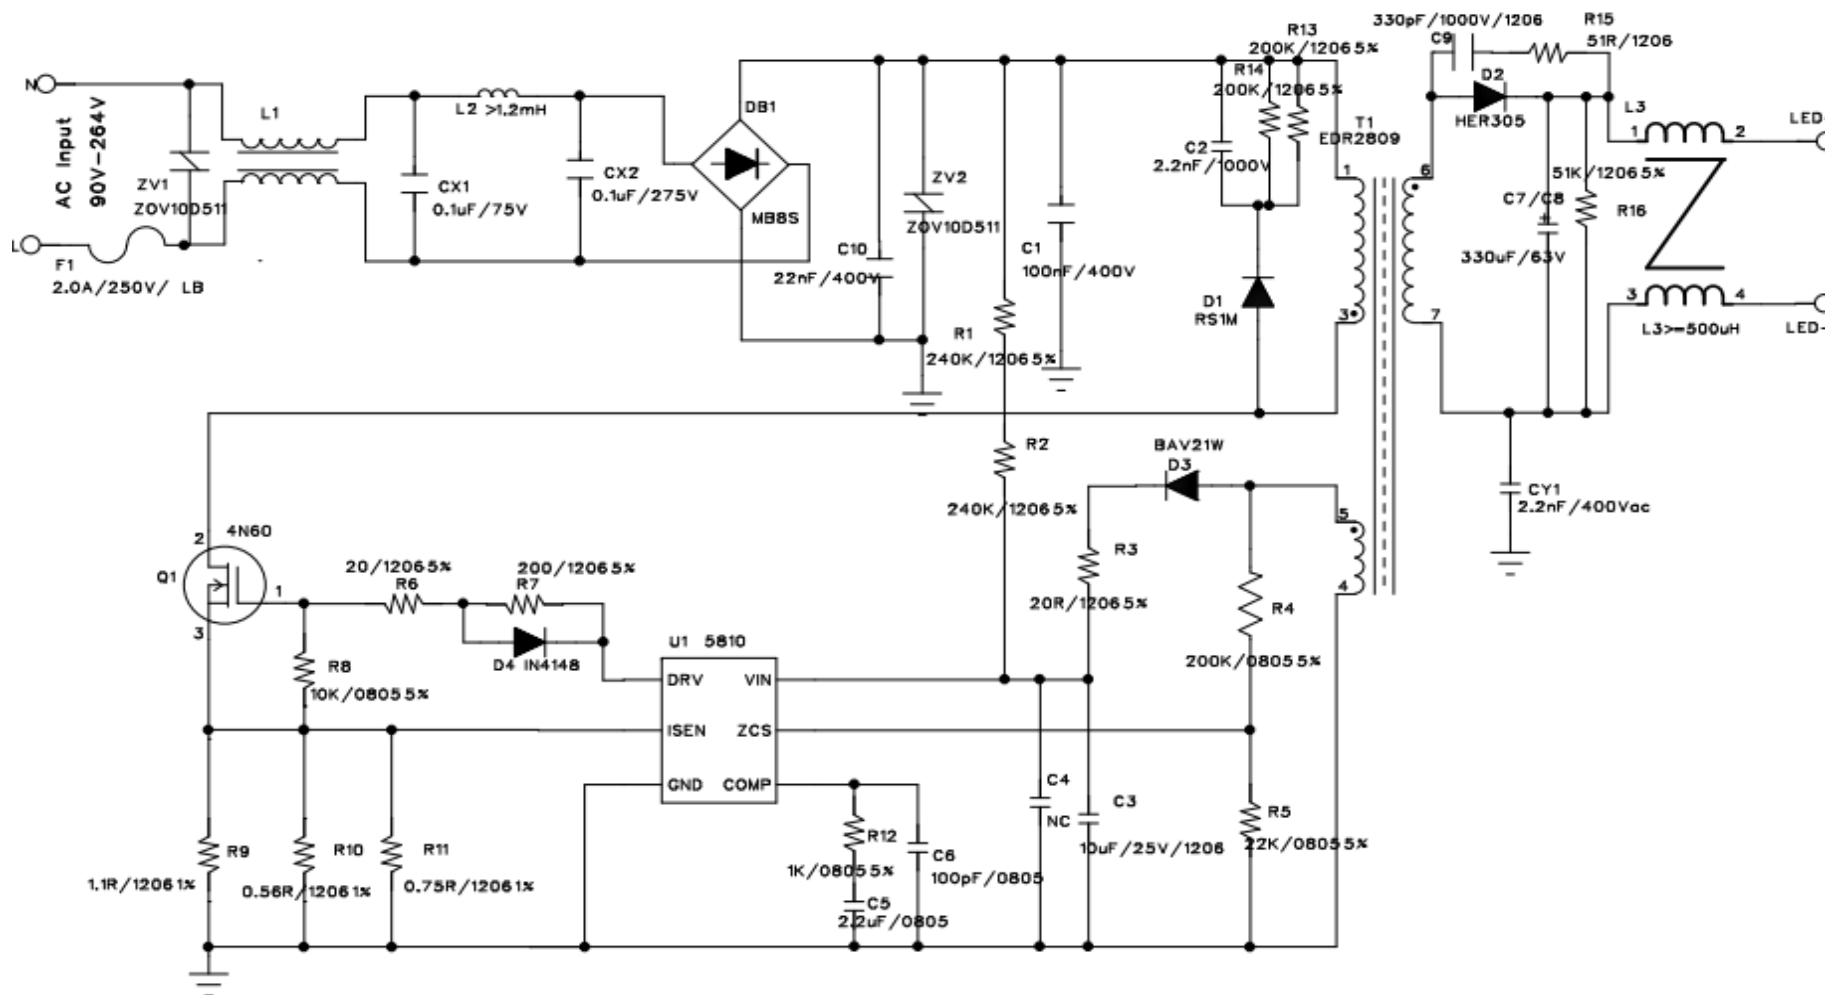 330pF/1000V/1206
C9
R15
51R/1206
R13
200K/1206 5%
R14
200K/1206 5%
D2
HER305
L3
1
2
LED-
N
AC Input
90V-264V
L1
L2 >1.2mH
DB1
T1
EDR2809
C2
2.2nF/1000V
ZV1
ZOV10D511
CX1
0.1uF/75V
CX2
0.1uF/275V
MB8S
ZV2
ZOV10D511
1
6
51K/1206 5%
C7/C8
+
R16
330uF/63V
L
F1
2.0A/250V/ LB
C10
22nF/400V
C1
100nF/400V
D1
RS1M
3
7
3
4
L3>=500uH
LED-
R1
240K/1206 5%
R2
240K/1206 5%
BAV21W
D3
CY1
2.2nF/400Vac
5
4
2
4N60
Q1
1
3
20/1206 5%
R6
200/1206 5%
R7
D4 IN4148
R3
20R/1206 5%
R4
200K/0805 5%
R8
10K/0805 5%
U1 5810
DRV
VIN
ISEN
ZCS
GND
COMP
C4
NC
C3
10uF/25V/1206
R5
22K/0805 5%
R9
1.1R/1206 1%
R10
0.56R/1206 1%
R11
0.75R/1206 1%
R12
1K/0805 5%
C6
100pF/0805
C5
2.2uF/0805